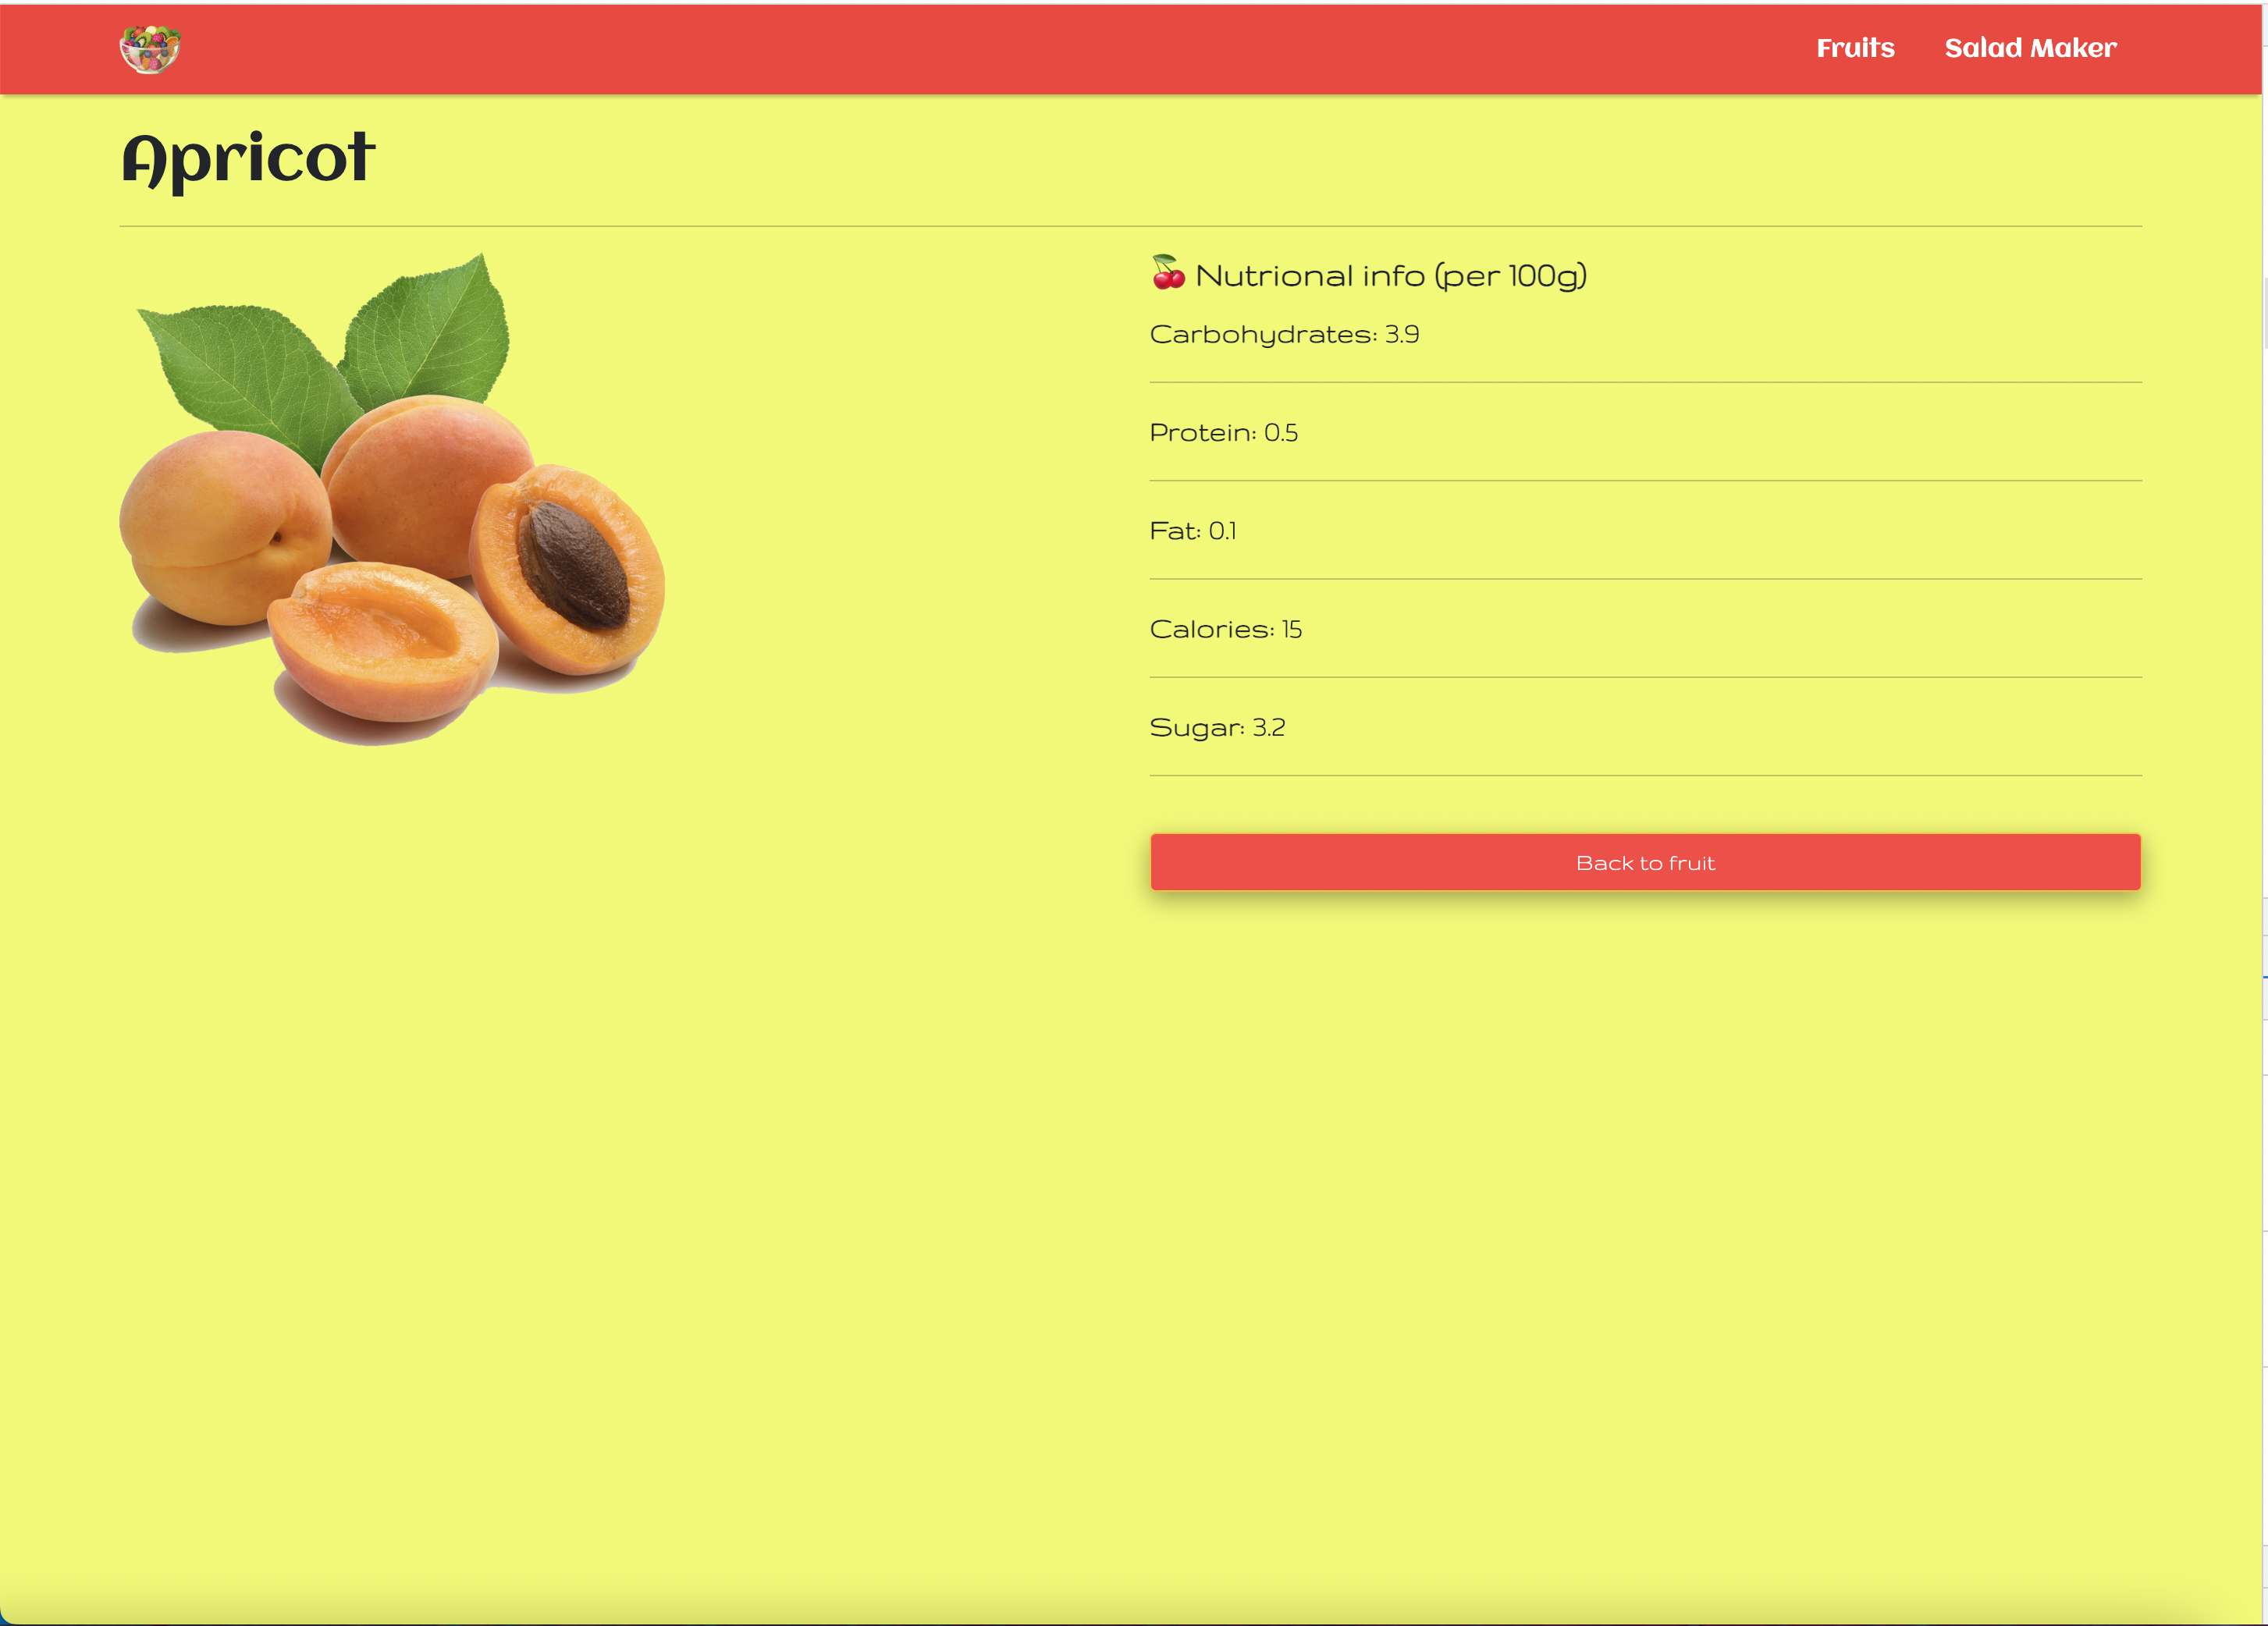 Fruits Salad Maker
Apricot
🍒 Nutrional info (per 100g)
Carbohydrates: 3.9
Protein: 0.5
Fat: 0.1
Calories: 15
Sugar: 3.2
Back to fruit